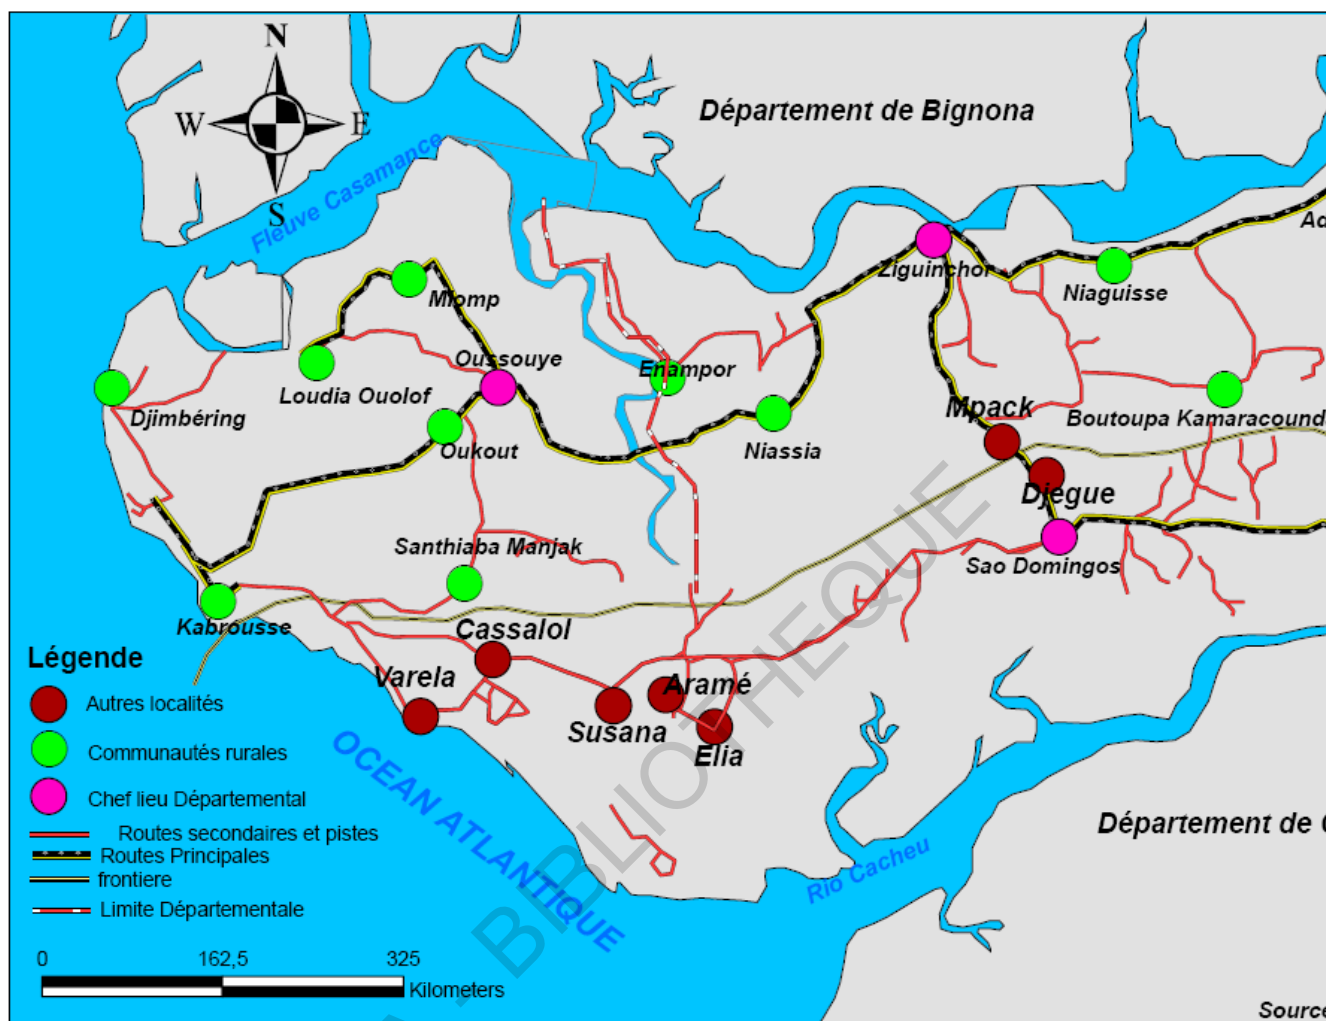 N
W E
S
Fleuve Casamance
Département de Bignona
Ziguinchor
Niaguisse
Mlomp
Oussouye
Loudia Ouolof
Enampor
Djimbéring
Oukout
Niassia
Mpack
Boutoupa Kamaracound
Djegue
Santhiaba Manjak
Sao Domingos
Kabrousse
Cassalol
Varela
Aramé
Susana
Elia
OCEAN ATLANTIQUE
Rio Cacheu
Département de
Légende
Autres localités
Communautés rurales
Chef lieu Départemental
Routes secondaires et pistes
Routes Principales
frontiere
Limite Départementale
0 162,5 325
Kilometers
Source
BIBLIOTHEQUE